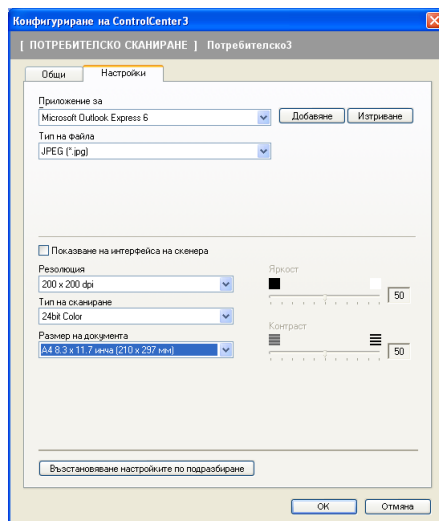 Конфигуриране на ControlCenter3
[ ПОТРЕБИТЕЛСКО СКАНИРАНЕ ] Потребителско3
Общи Настройки
Приложение за
Microsoft Outlook Express 6 Добавяне Изтриване
Тип на файла
JPEG (*.jpg)
Показване на интерфейса на скенера
Резолюция Яркост
200 x 200 dpi 50
Тип на сканиране
24bit Color
Размер на документа Контраст
A4 8.3 x 11.7 инча (210 x 297 мм) 50
Възстановяване настройките по подразбиране
OK Отмяна